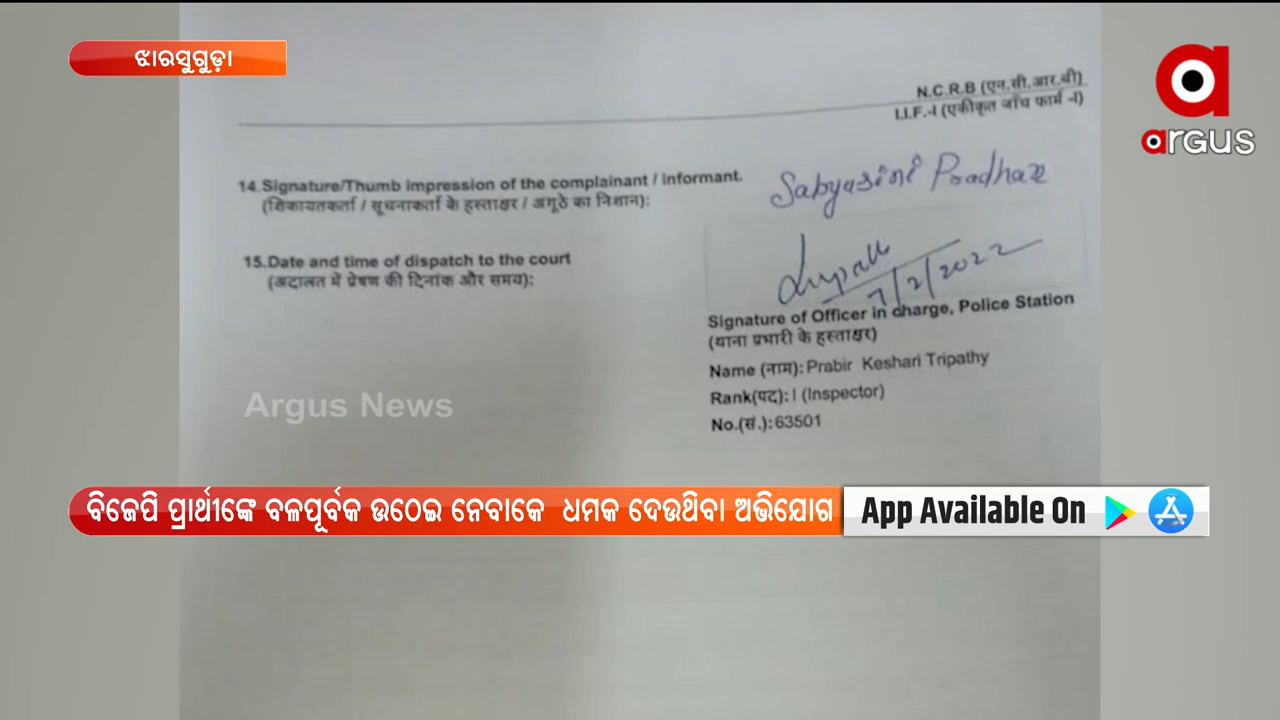 ଝାରସୁଗୁଡ଼ା
argus
N.C.R.B (एन.सी.आर.बी)
I.I.F.-I (एकीकृत जाँच फार्म -I)
14.Signature/Thumb impression of the complainant / informant.
(शिकायतकर्ता / सूचनाकर्ता के हस्ताक्षर / अंगूठे का निशान):
Sabyasini Pradhan
15.Date and time of dispatch to the court
(अदालत में प्रेषण की दिनांक और समय):
7/2/2022
Signature of Officer in charge, Police Station
(थाना प्रभारी के हस्ताक्षर)
Name (नाम): Prabir Keshari Tripathy
Rank(पद): I (Inspector)
No.(सं.): 63501
Argus News
ବିଜେପି ପ୍ରାର୍ଥୀଙ୍କେ ବଳପୂର୍ବକ ଉଠେଇ ନେବାକେ ଧମକ ଦେଉଥିବା ଅଭିଯୋଗ
App Available On